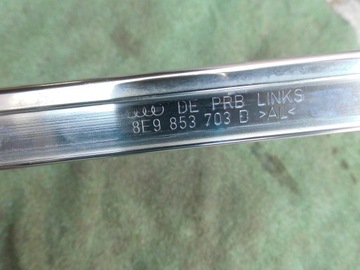 DE PRB LINKS
8E9 853 703 D >AL<